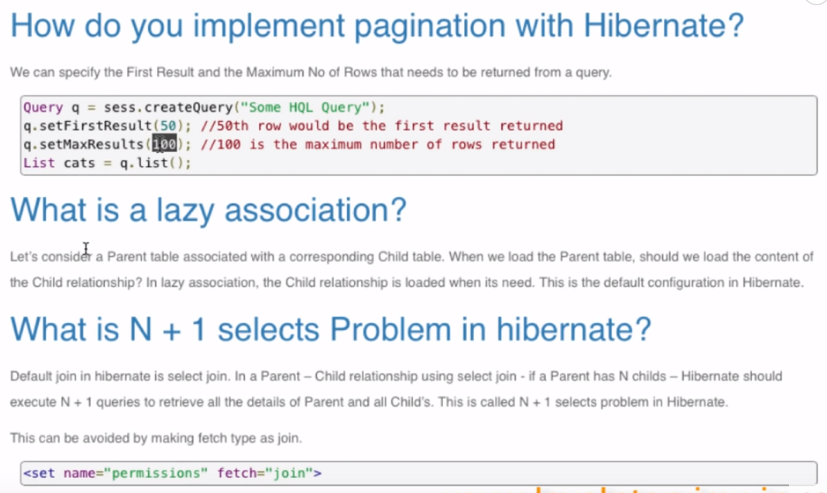 How do you implement pagination with Hibernate?
We can specify the First Result and the Maximum No of Rows that needs to be returned from a query.
Query q = sess.createQuery("Some HQL Query");
q.setFirstResult(50); //50th row would be the first result returned
q.setMaxResults(100); //100 is the maximum number of rows returned
List cats = q.list();
What is a lazy association?
Let's consider a Parent table associated with a corresponding Child table. When we load the Parent table, should we load the content of
the Child relationship? In lazy association, the Child relationship is loaded when its need. This is the default configuration in Hibernate.
What is N + 1 selects Problem in hibernate?
Default join in hibernate is select join. In a Parent – Child relationship using select join - if a Parent has N childs – Hibernate should
execute N + 1 queries to retrieve all the details of Parent and all Child's. This is called N + 1 selects problem in Hibernate.
This can be avoided by making fetch type as join.
<set name="permissions" fetch="join">